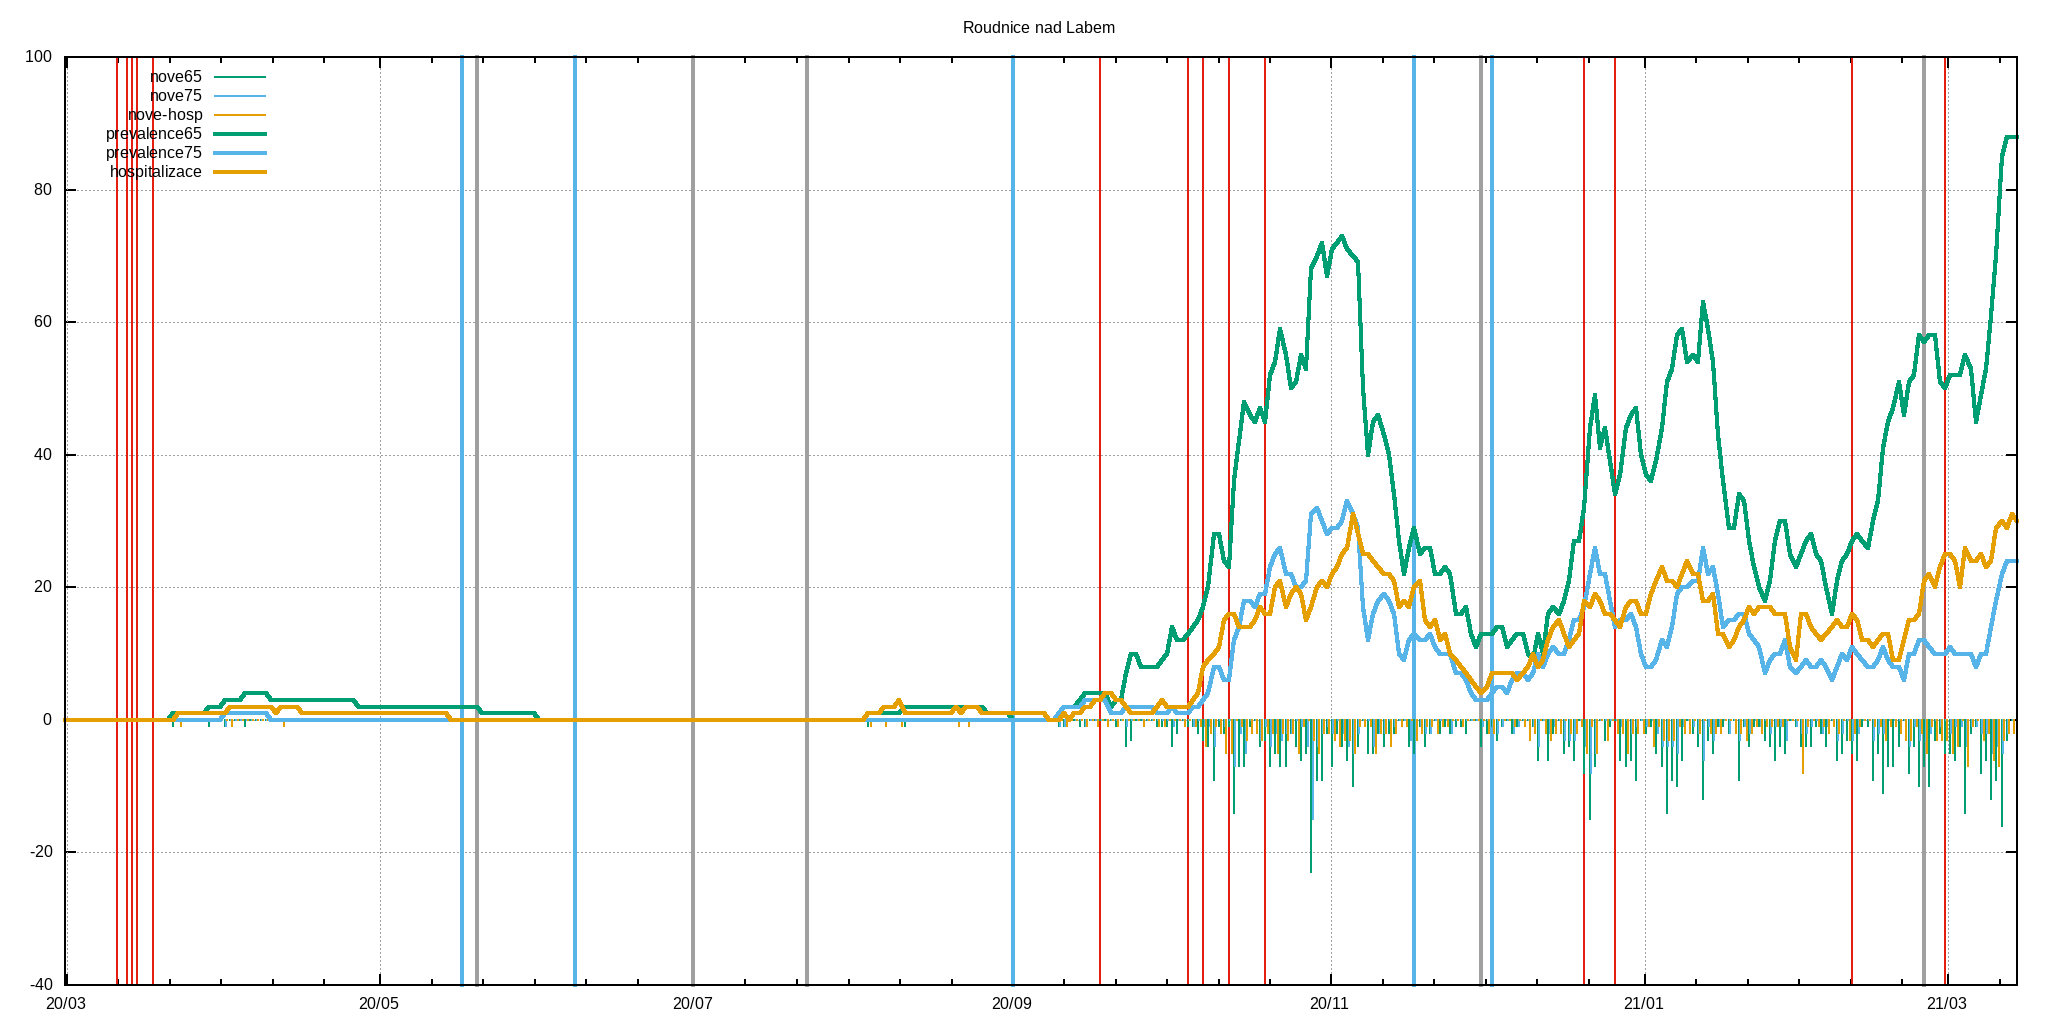 Roudnice nad Labem
100
80
60
40
20
0
-20
-40
nove65
nove75
nove-hosp
prevalence65
prevalence75
hospitalizace
20/03 20/05 20/07 20/09 20/11 21/01 21/03